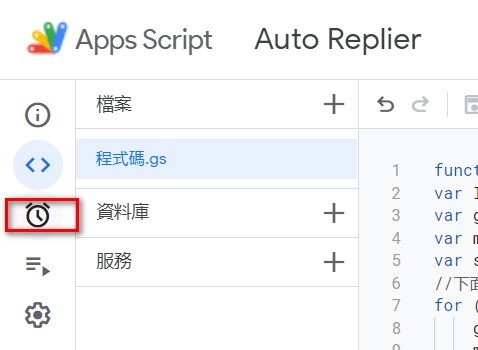 Apps Script Auto Replier
檔案
程式碼.gs
資料庫
服務
1 funct
2 var
3 var g
4 var m
5 var s
6 //下面
7 for (
8 g
9